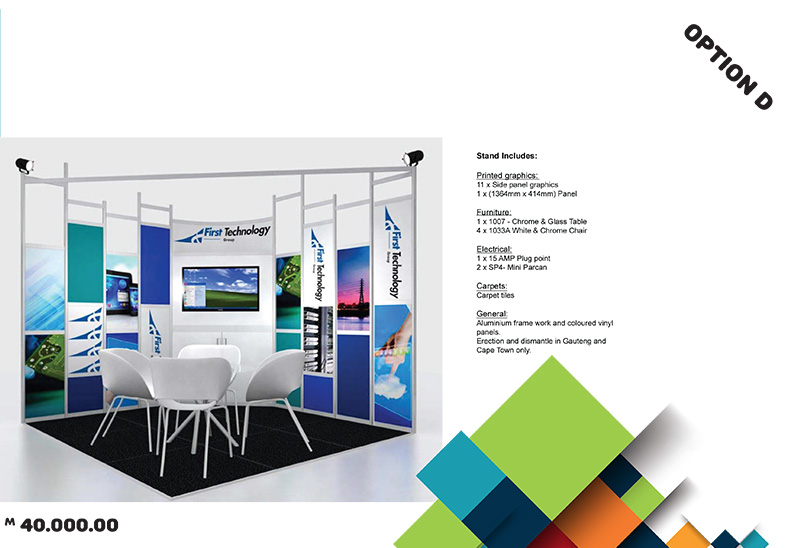 OPTION D
First Technology
Group
First Technology
Group
First Technology
Group
First
First
Stand Includes:
Printed graphics:
11 x Side panel graphics
1 x (1364mm x 414mm) Panel
Furniture:
1 x 1007 - Chrome & Glass Table
4 x 1033A White & Chrome Chair
Electrical:
1 x 15 AMP Plug point
2 x SP4- Mini Parcan
Carpets:
Carpet tiles
General:
Aluminium frame work and coloured vinyl
panels.
Erection and dismantle in Gauteng and
Cape Town only.
M 40.000.00